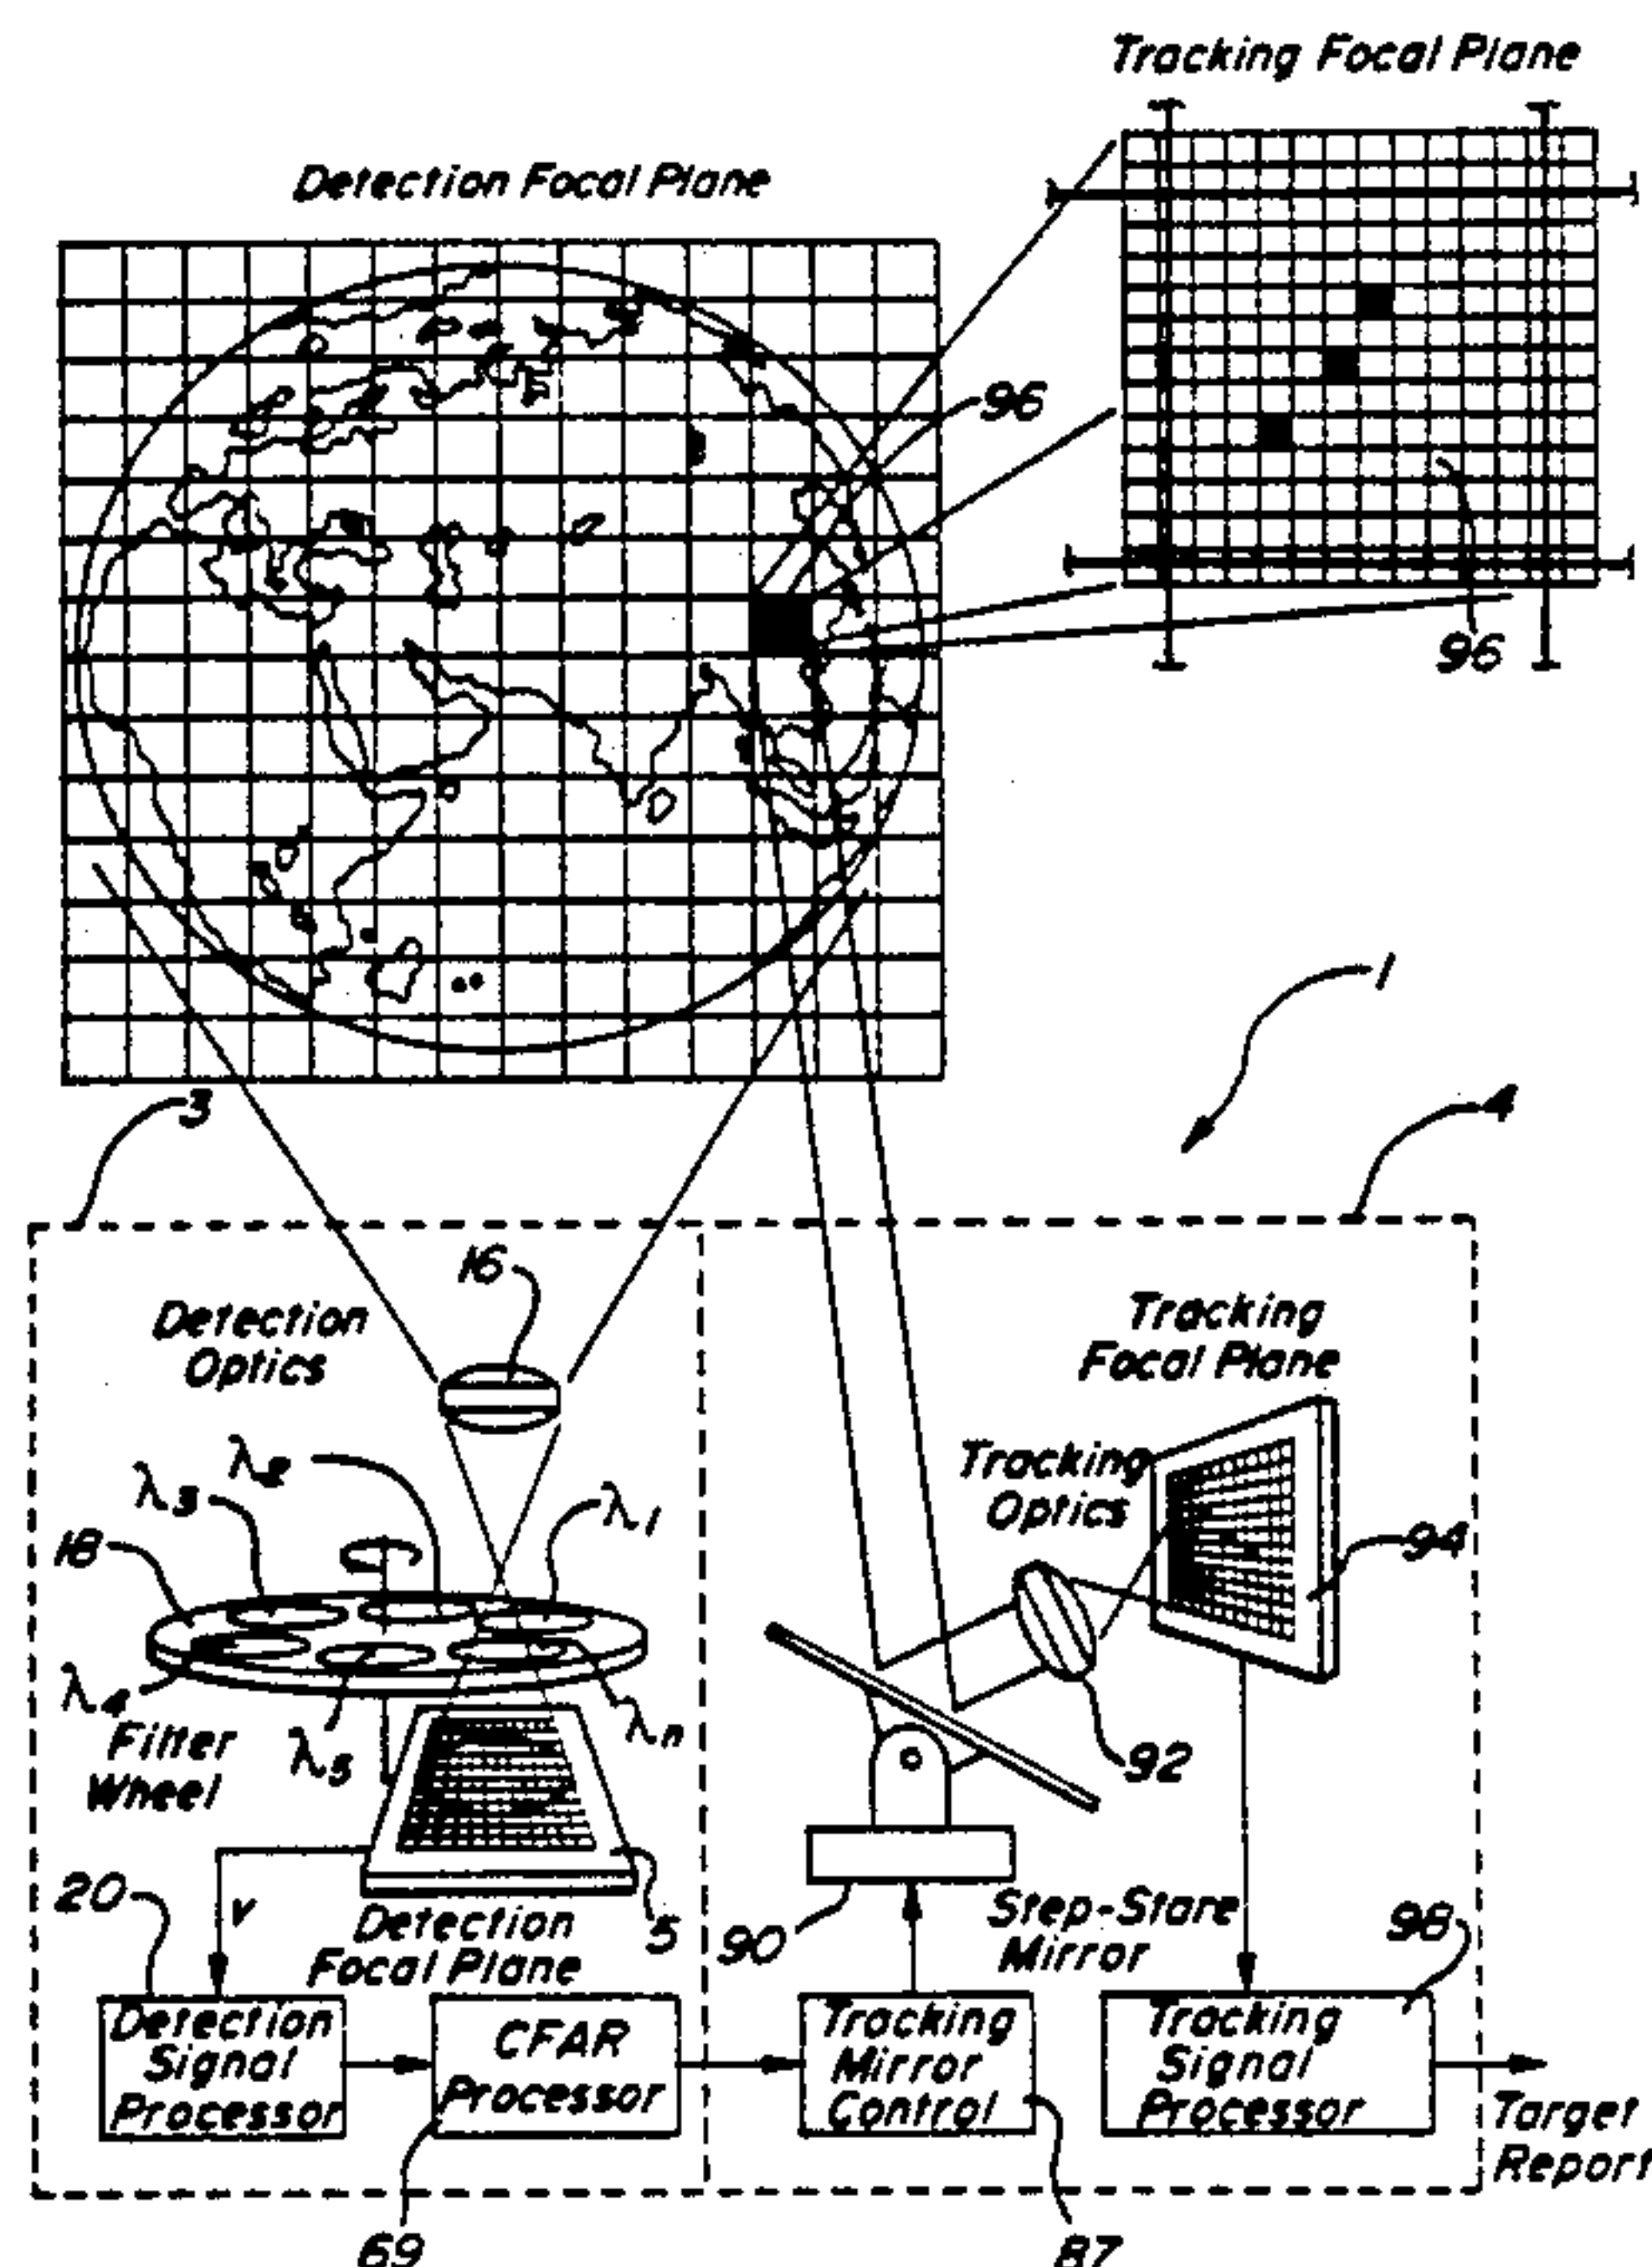 Tracking Focal Plane
Detection Focal Plane
96
96
1
3
4
16
Detection
Optics
Tracking
Focal Plane
λ2
λ3
λ1
Tracking
Optics
18
94
λ4
λ5
λn
Filter
Wheel
92
20
v
Detection
Focal Plane
5
90
Step-Stare
Mirror
98
Detection
Signal
Processor
CFAR
Processor
Tracking
Mirror
Control
Tracking
Signal
Processor
Target
Report
69
87